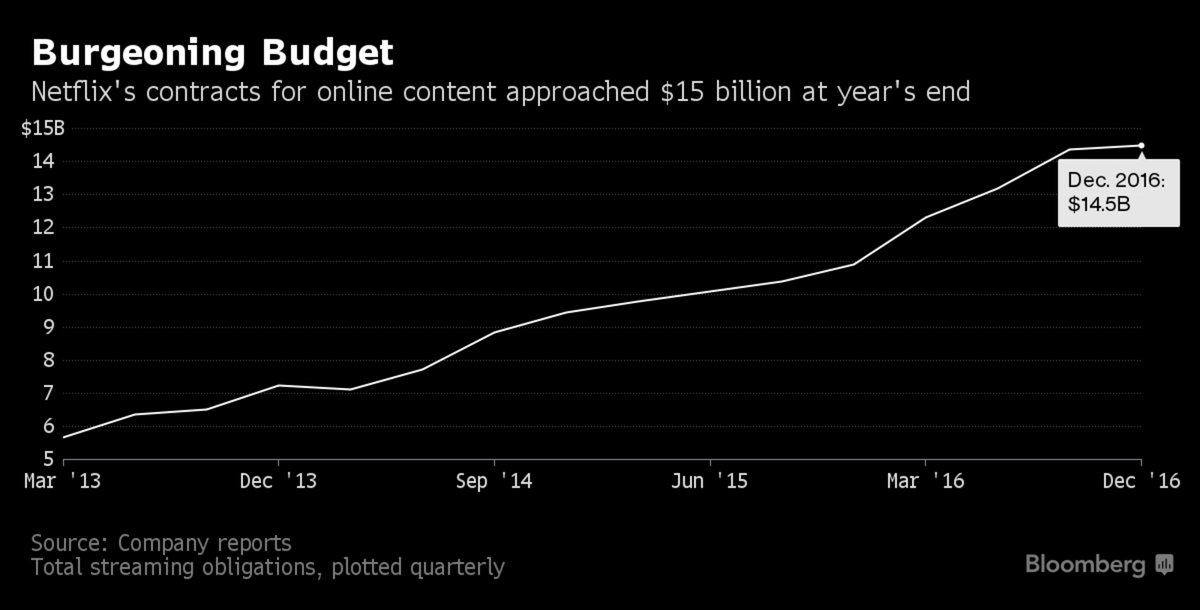 Burgeoning Budget
Netflix's contracts for online content approached $15 billion at year's end
$15B
14
13
12
11
10
9
8
7
6
5
Dec. 2016:
$14.5B
Mar '13 Dec '13 Sep '14 Jun '15 Mar '16 Dec '16
Source: Company reports
Total streaming obligations, plotted quarterly
Bloomberg